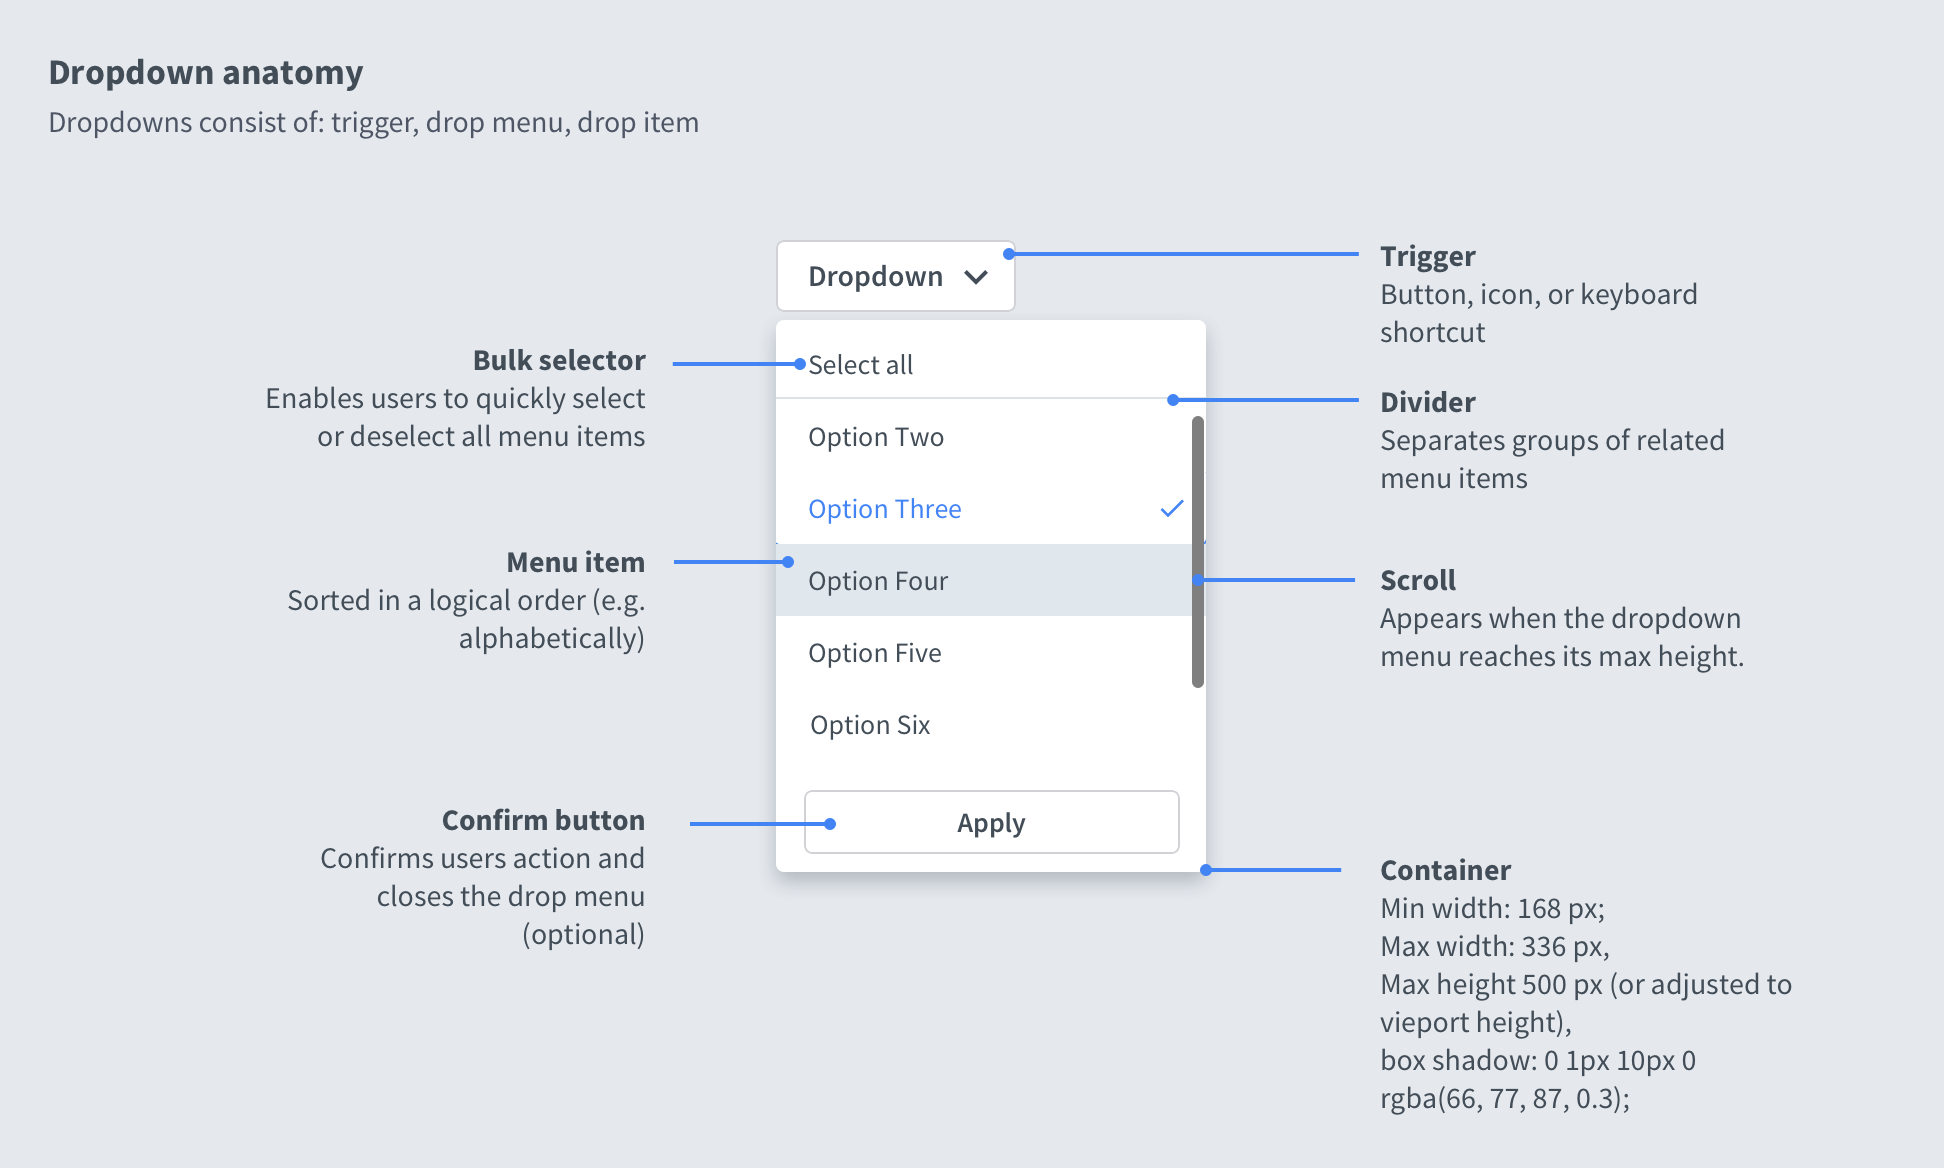 Dropdown anatomy
Dropdowns consist of: trigger, drop menu, drop item
Dropdown
Trigger
Button, icon, or keyboard
shortcut
Bulk selector
Enables users to quickly select
or deselect all menu items
Select all
Divider
Separates groups of related
menu items
Option Two
Option Three
Menu item
Sorted in a logical order (e.g.
alphabetically)
Option Four
Scroll
Appears when the dropdown
menu reaches its max height.
Option Five
Option Six
Confirm button
Confirms users action and
closes the drop menu
(optional)
Apply
Container
Min width: 168 px;
Max width: 336 px,
Max height 500 px (or adjusted to
vieport height),
box shadow: 0 1px 10px 0
rgba(66, 77, 87, 0.3);